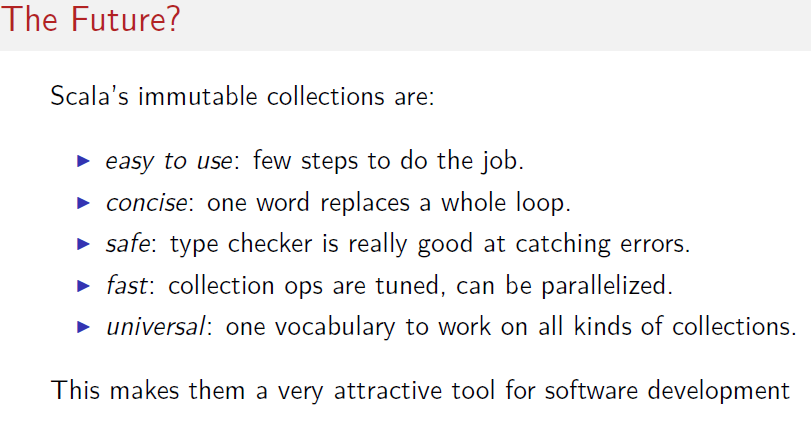 The Future?
Scala's immutable collections are:
▶ easy to use: few steps to do the job.
▶ concise: one word replaces a whole loop.
▶ safe: type checker is really good at catching errors.
▶ fast: collection ops are tuned, can be parallelized.
▶ universal: one vocabulary to work on all kinds of collections.
This makes them a very attractive tool for software development